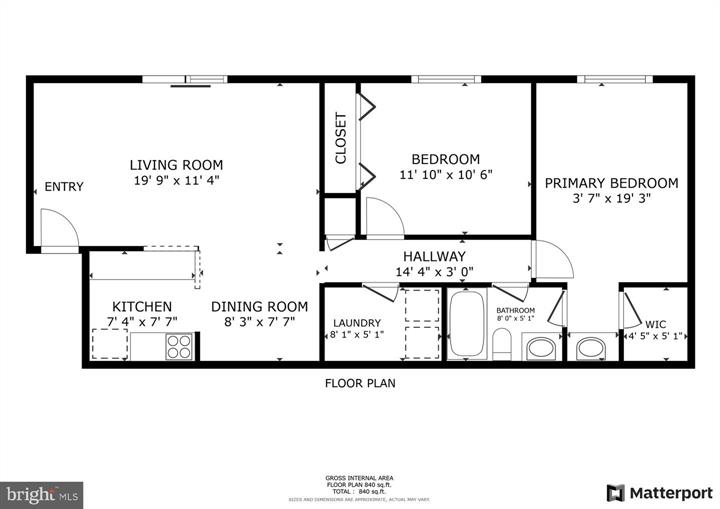 ENTRY
LIVING ROOM
19' 9" x 11' 4"
CLOSET
BEDROOM
11' 10" x 10' 6"
PRIMARY BEDROOM
3' 7" x 19' 3"
HALLWAY
14' 4" x 3' 0"
KITCHEN
7' 4" x 7' 7"
DINING ROOM
8' 3" x 7' 7"
LAUNDRY
8' 1" x 5' 1"
BATHROOM
8' 0" x 5' 1"
WIC
4' 5" x 5' 1"
FLOOR PLAN
GROSS INTERNAL AREA
FLOOR PLAN 840 sq.ft.
TOTAL : 840 sq.ft.
SIZES AND DIMENSIONS ARE APPROXIMATE, ACTUAL MAY VARY.
bright MLS
Matterport